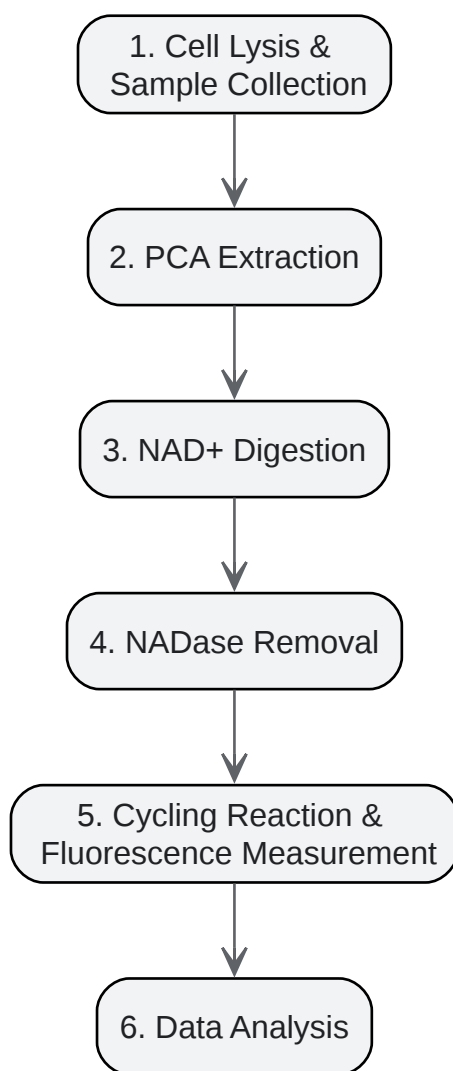 1. Cell Lysis &
Sample Collection
2. PCA Extraction
3. NAD+ Digestion
4. NADase Removal
5. Cycling Reaction &
Fluorescence Measurement
6. Data Analysis